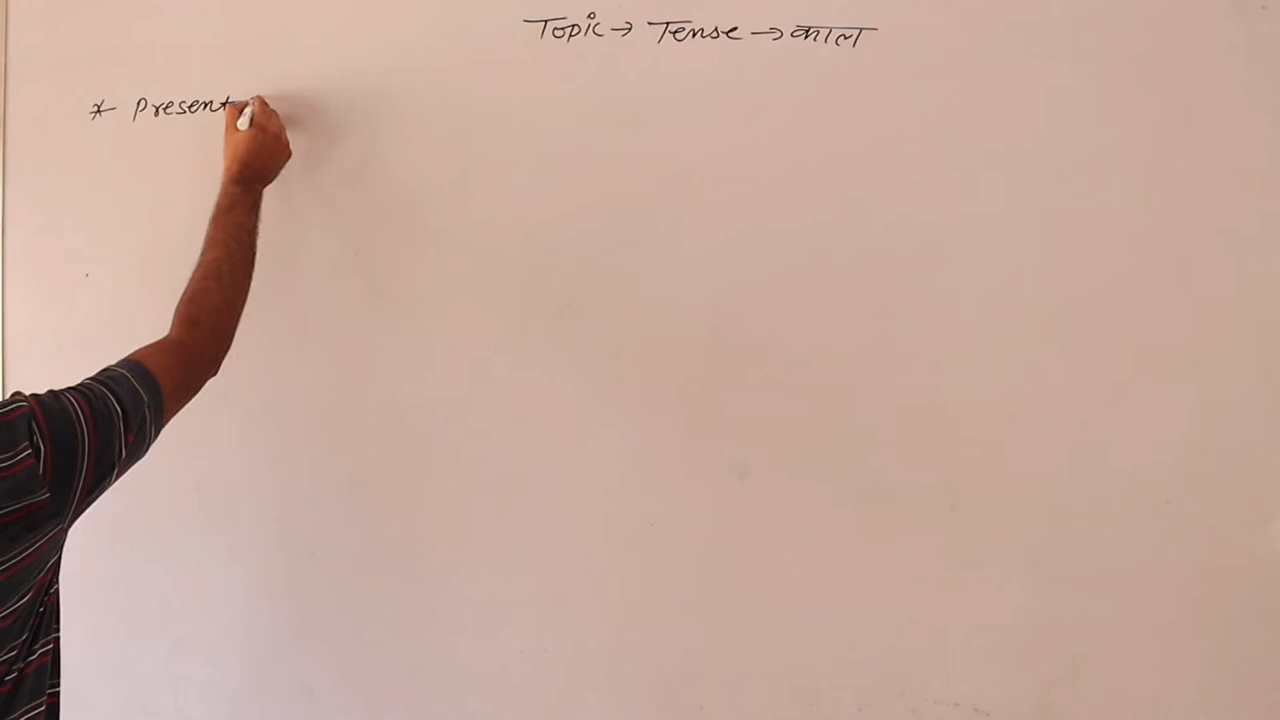 Topic → Tense → काल
* Present